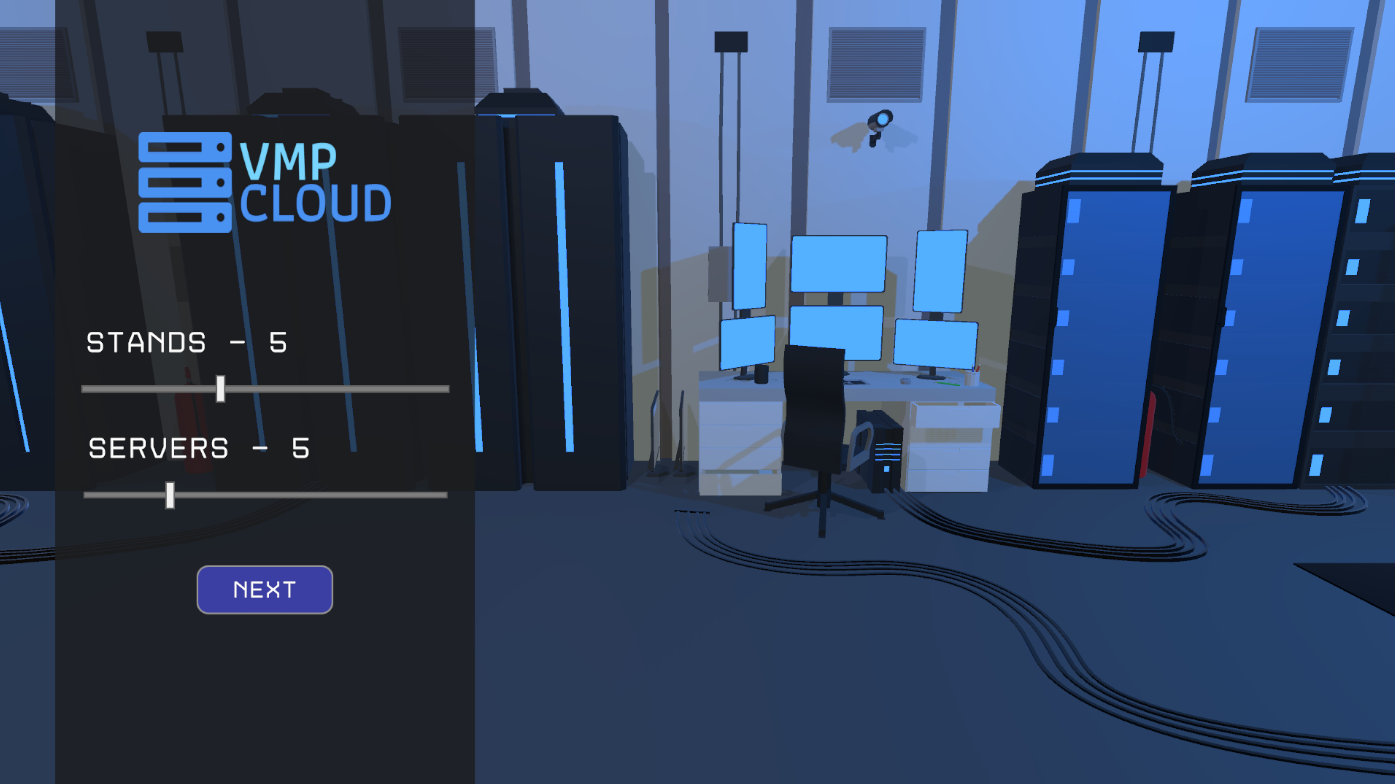 VMP
CLOUD
STANDS - 5
SERVERS - 5
NEXT